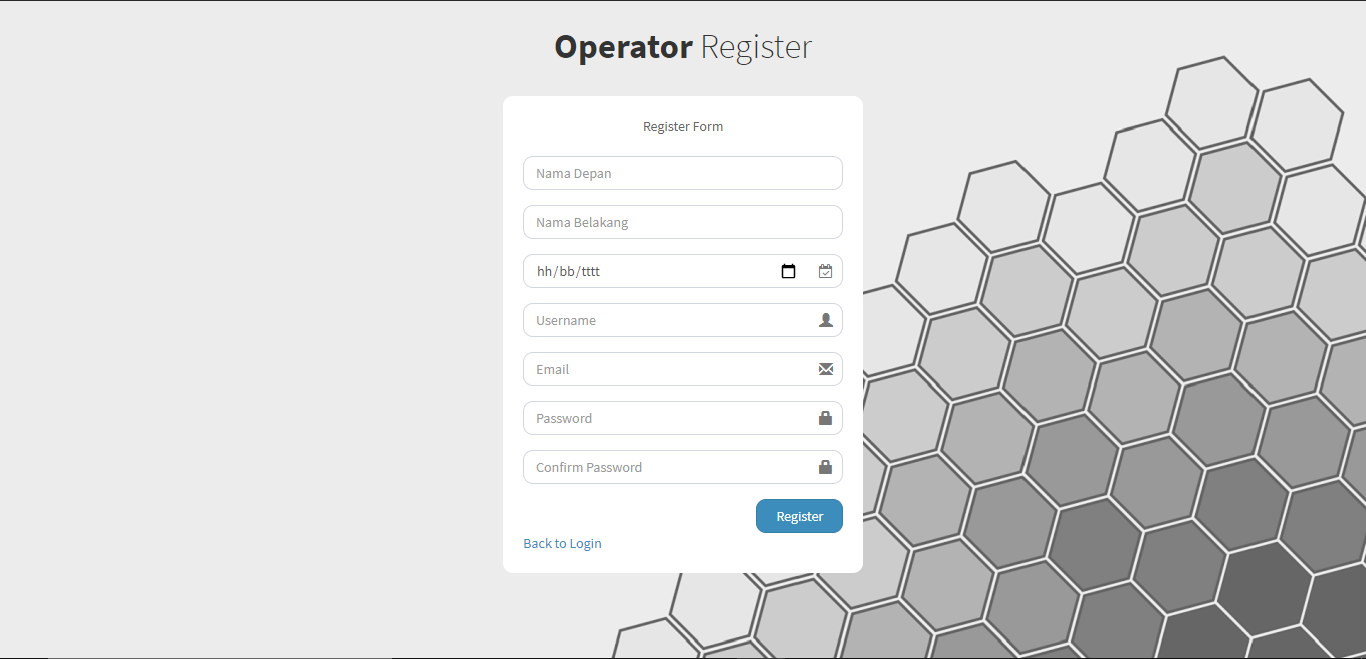 Operator Register
Register Form
Nama Depan
Nama Belakang
hh/bb/tttt
Username
Email
Password
Confirm Password
Register
Back to Login